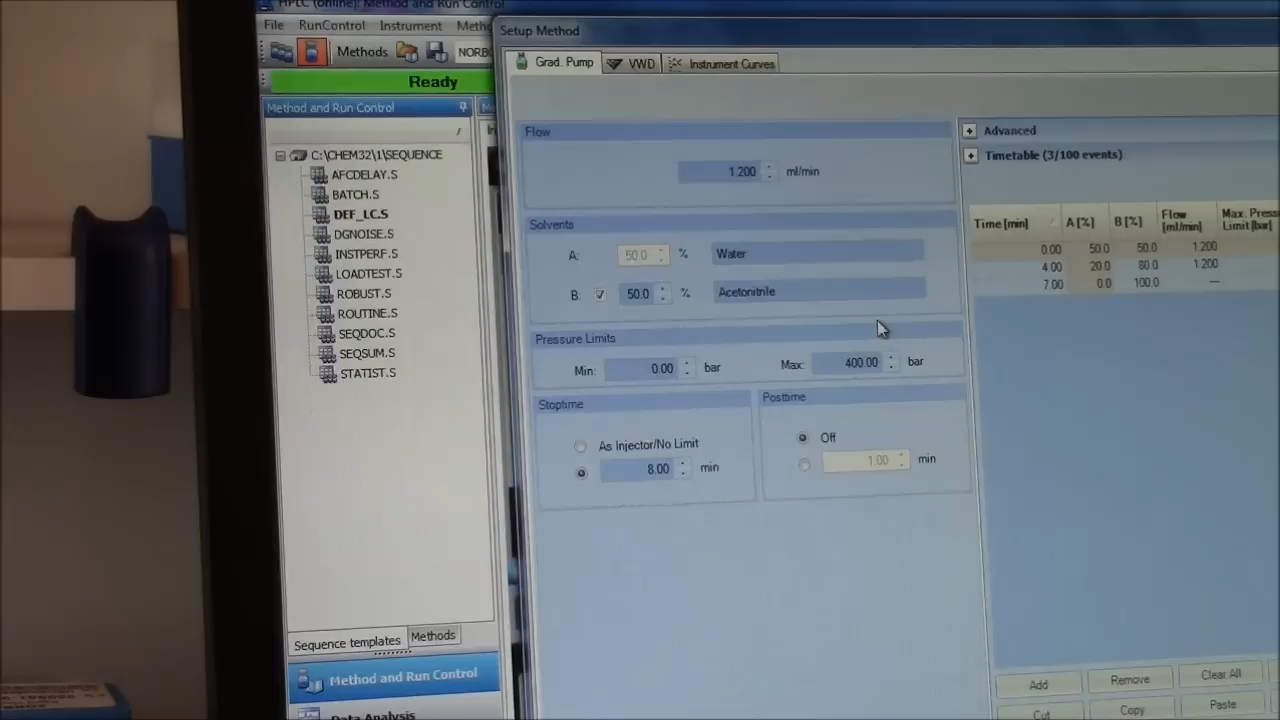 HPLC (online): Method and Run Control
File RunControl Instrument
Methods
Ready
Method and Run Control
C:\CHEM32\1\SEQUENCE
AFCDELAY.S
BATCH.S
DEF_LC.S
DGNOISE.S
INSTPERF.S
LOADTEST.S
ROBUST.S
ROUTINE.S
SEQDOC.S
SEQSUM.S
STATIST.S
Sequence templates Methods
Method and Run Control
Data Analysis
Setup Method
Grad. Pump VWD Instrument Curves
Flow
1.200 ml/min
Solvents
A: 50.0 % Water
B: 50.0 % Acetonitrile
Pressure Limits
Min: 0.00 bar Max: 400.00 bar
Stoptime
As Injector/No Limit
8.00 min
Posttime
Off
1.00 min
Advanced
Timetable (3/100 events)
Time [min] A [%] B [%] Flow [ml/min] Max. Press Limit [bar]
0.00 50.0 50.0 1.200
4.00 20.0 80.0 1.200
7.00 0.0 100.0 ---
Add Remove Clear All
Cut Copy Paste